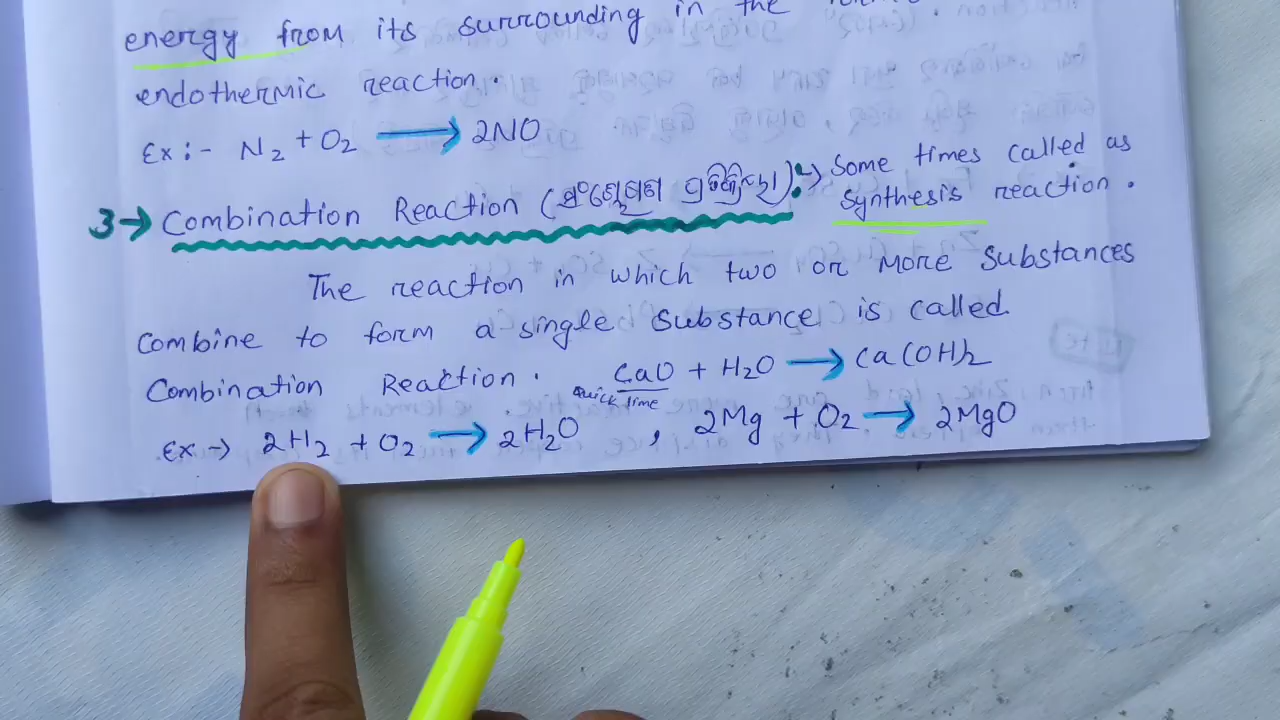 energy from its surrounding in the
endothermic reaction.
Ex :- N₂ + O₂ ⟶ 2NO
3→ Combination Reaction (ସଂଶ୍ଳେଷଣ ପ୍ରତିକ୍ରିୟା) :→ Some times called as
Synthesis reaction.
The reaction in which two or more substances
Combine to form a single substance is called
Combination Reaction. CaO + H₂O ⟶ Ca(OH)₂
Quick lime
Ex → 2H₂ + O₂ ⟶ 2H₂O , 2Mg + O₂ ⟶ 2MgO